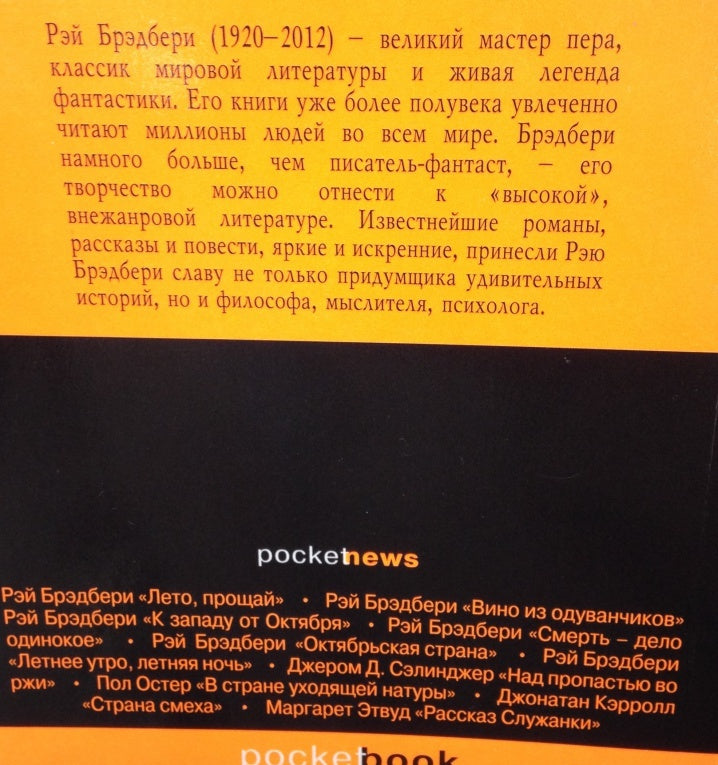 Рэй Брэдбери (1920–2012) – великий мастер пера,
классик мировой литературы и живая легенда
фантастики. Его книги уже более полувека увлеченно
читают миллионы людей во всем мире. Брэдбери
намного больше, чем писатель-фантаст, – его
творчество можно отнести к «высокой»,
внежанровой литературе. Известнейшие романы,
рассказы и повести, яркие и искренние, принесли Рэю
Брэдбери славу не только придумщика удивительных
историй, но и философа, мыслителя, психолога.
pocketnews
Рэй Брэдбери «Лето, прощай» • Рэй Брэдбери «Вино из одуванчиков»
Рэй Брэдбери «К западу от Октября» • Рэй Брэдбери «Смерть – дело
одинокое» • Рэй Брэдбери «Октябрьская страна» • Рэй Брэдбери
«Летнее утро, летняя ночь» • Джером Д. Сэлинджер «Над пропастью во
ржи» • Пол Остер «В стране уходящей натуры» • Джонатан Кэрролл
«Страна смеха» • Маргарет Этвуд «Рассказ Служанки»
pocketbook